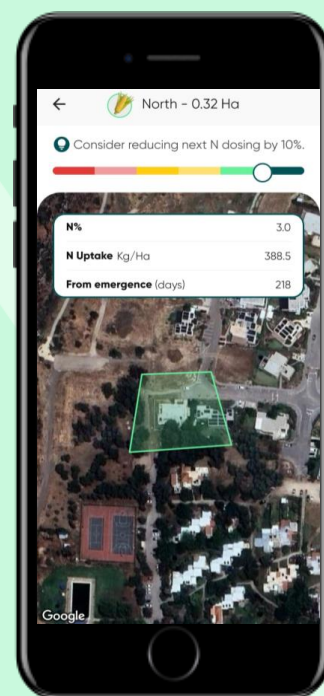 North - 0.32 Ha
Consider reducing next N dosing by 10%.
N% 3.0
N Uptake Kg/Ha 388.5
From emergence (days) 218
Google